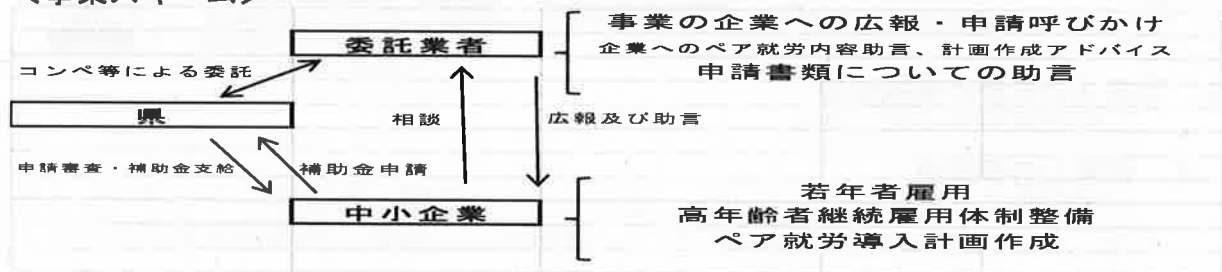 ＜事業スキーム＞
委託業者
事業の企業への広報・申請呼びかけ
企業へのペア就労内容助言、計画作成アドバイス
申請書類についての助言
コンペ等による委託
県
相談
広報及び助言
申請審査・補助金支給
補助金申請
中小企業
若年者雇用
高年齢者継続雇用体制整備
ペア就労導入計画作成